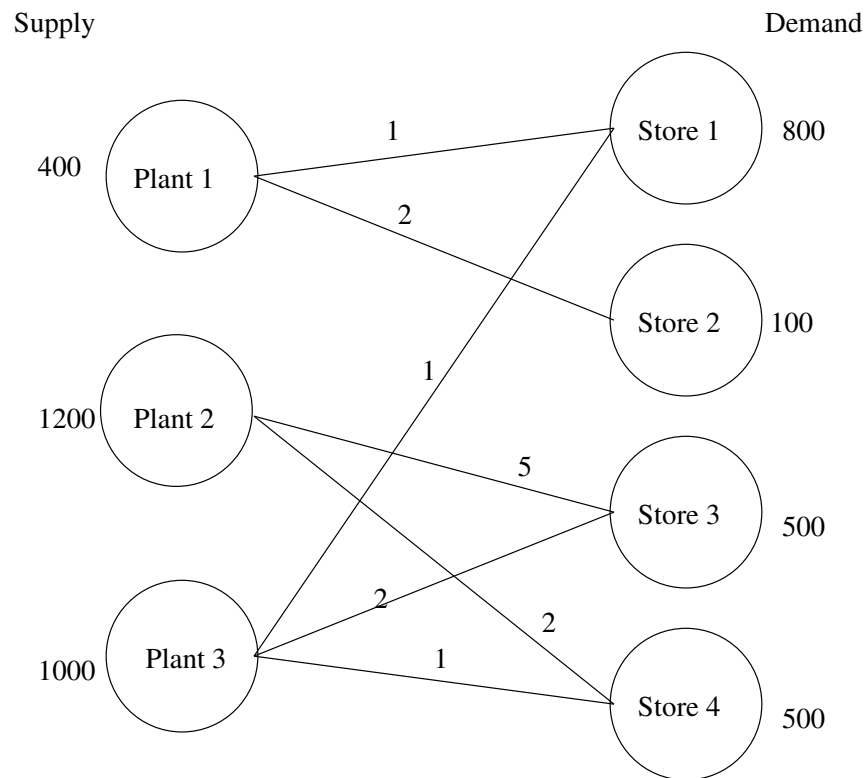 Supply Demand
Store 1 800
1
400 Plant 1
2
Store 2 100
1
1200 Plant 2
5
Store 3 500
2
2
1000 Plant 3 1
Store 4 500